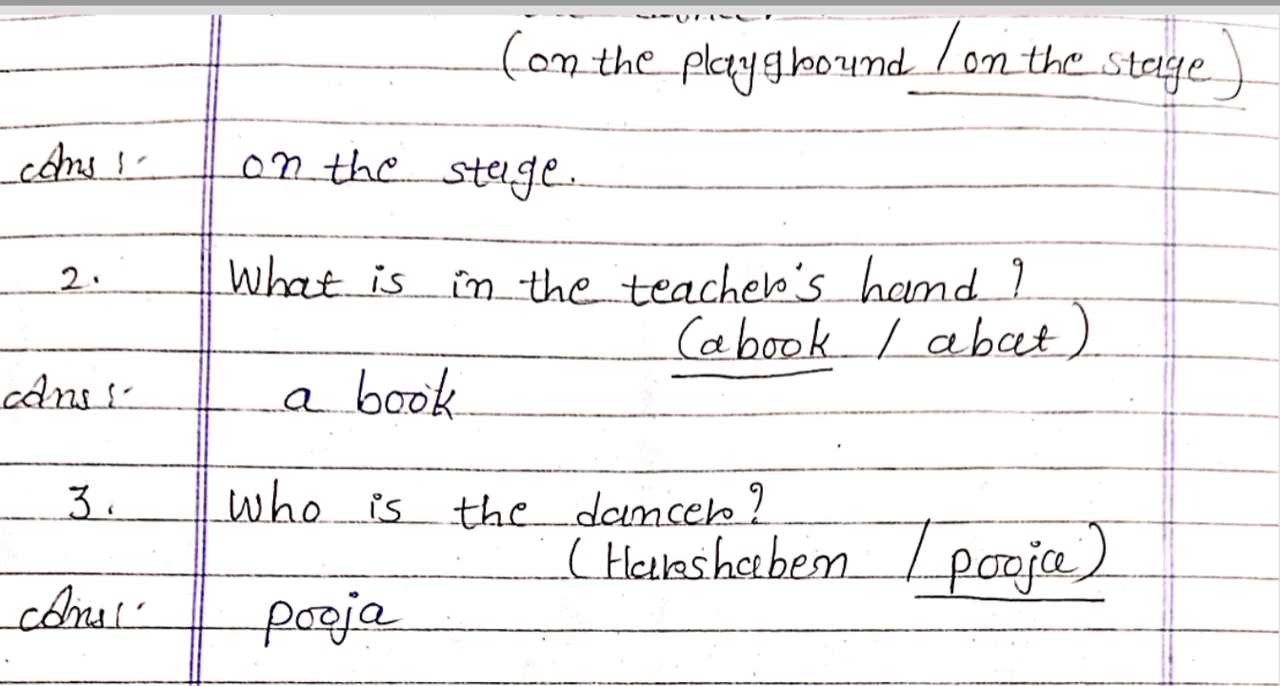 (on the playground / on the stage)
Ans :- on the stage.
2. What is in the teacher's hand ?
(a book / a bat)
Ans :- a book
3. Who is the dancer ?
(Harshaben / pooja)
Ans :- pooja